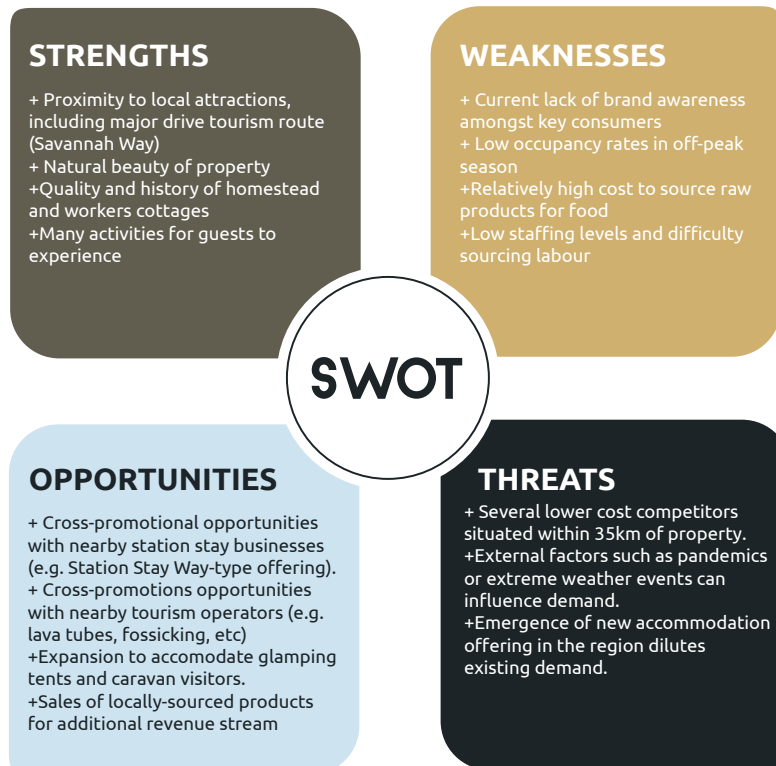 STRENGTHS
+ Proximity to local attractions,
including major drive tourism route
(Savannah Way)
+ Natural beauty of property
+Quality and history of homestead
and workers cottages
+Many activities for guests to
experience
WEAKNESSES
+ Current lack of brand awareness
amongst key consumers
+ Low occupancy rates in off-peak
season
+Relatively high cost to source raw
products for food
+Low staffing levels and difficulty
sourcing labour
SWOT
OPPORTUNITIES
+ Cross-promotional opportunities
with nearby station stay businesses
(e.g. Station Stay Way-type offering).
+ Cross-promotions opportunities
with nearby tourism operators (e.g.
lava tubes, fossicking, etc)
+Expansion to accomodate glamping
tents and caravan visitors.
+Sales of locally-sourced products
for additional revenue stream
THREATS
+ Several lower cost competitors
situated within 35km of property.
+External factors such as pandemics
or extreme weather events can
influence demand.
+Emergence of new accommodation
offering in the region dilutes
existing demand.